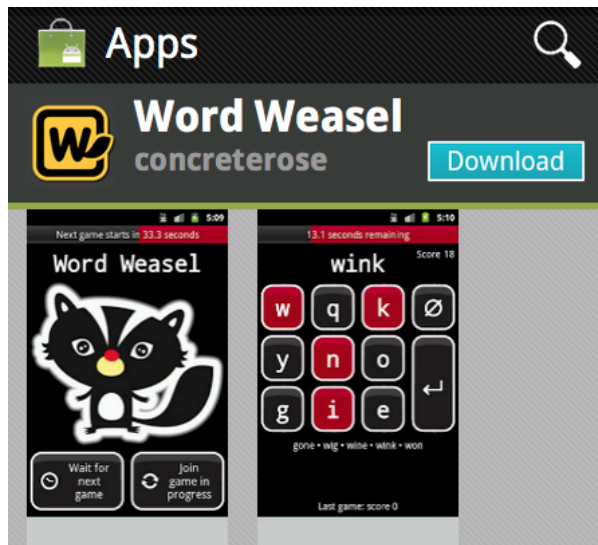 Apps
W
Word Weasel
concreterose
Download
5:09
Next game starts in 33.3 seconds
Word Weasel
Wait for
next
game
Join
game in
progress
5:10
13.1 seconds remaining
Score 18
wink
w q k Ø
y n o
g i e
gone • wig • wine • wink • won
Last game: score 0